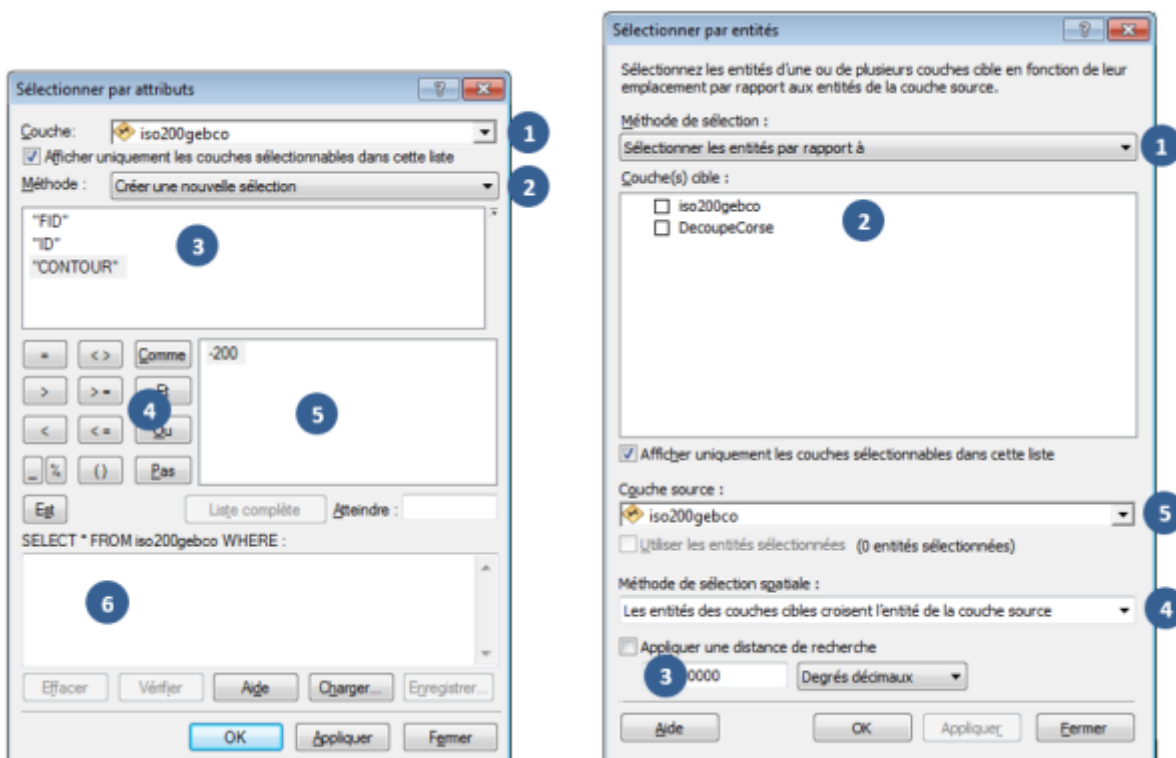 Sélectionner par attributs
Couche: iso200gebco
1
Afficher uniquement les couches sélectionnables dans cette liste
Méthode : Créer une nouvelle sélection
2
"FID"
"ID"
"CONTOUR"
3
= < > Comme
> > = Et
< < = Ou
_ % () Pas
4
-200
5
Est Liste complète Atteindre :
SELECT * FROM iso200gebco WHERE :
6
Effacer Vérifier Aide Charger... Enregistrer...
OK Appliquer Fermer
Sélectionner par entités
Sélectionnez les entités d'une ou de plusieurs couches cible en fonction de leur
emplacement par rapport aux entités de la couche source.
Méthode de sélection :
Sélectionner les entités par rapport à
1
Couche(s) cible :
iso200gebco
DecoupeCorse
2
Afficher uniquement les couches sélectionnables dans cette liste
Couche source :
iso200gebco
5
Utiliser les entités sélectionnées (0 entités sélectionnées)
Méthode de sélection spatiale :
Les entités des couches cibles croisent l'entité de la couche source
4
Appliquer une distance de recherche
3 0000 Degrés décimaux
Aide OK Appliquer Fermer